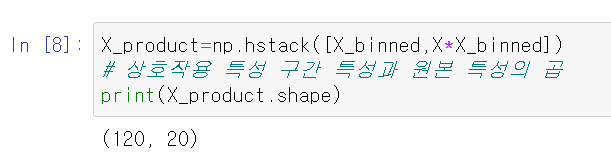 In [8]: X_product=np.hstack([X_binned,X*X_binned])
# 상호작용 특성 구간 특성과 원본 특성의 곱
print(X_product.shape)
(120, 20)